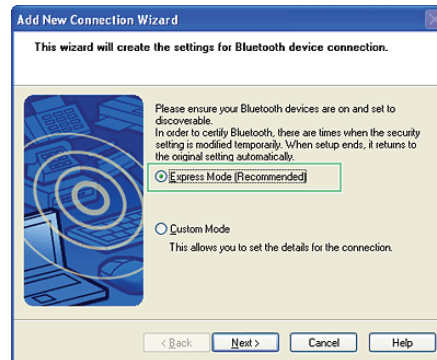 Add New Connection Wizard
This wizard will create the settings for Bluetooth device connection.
Please ensure your Bluetooth devices are on and set to
discoverable.
In order to certify Bluetooth, there are times when the security
setting is modified temporarily. When setup ends, it returns to
the original setting automatically.
Express Mode (Recommended)
Custom Mode
This allows you to set the details for the connection.
< Back Next > Cancel Help